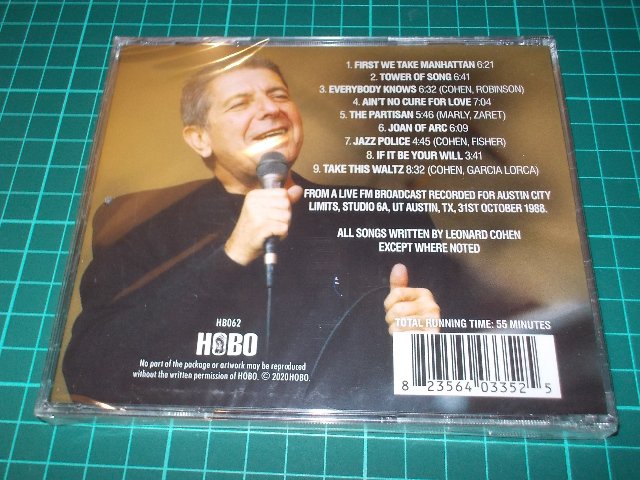 1. FIRST WE TAKE MANHATTAN 6:21
2. TOWER OF SONG 6:41
3. EVERYBODY KNOWS 6:32 (COHEN, ROBINSON)
4. AIN'T NO CURE FOR LOVE 7:04
5. THE PARTISAN 5:46 (MARLY, ZARET)
6. JOAN OF ARC 6:09
7. JAZZ POLICE 4:45 (COHEN, FISHER)
8. IF IT BE YOUR WILL 3:41
9. TAKE THIS WALTZ 8:32 (COHEN, GARCIA LORCA)
FROM A LIVE FM BROADCAST RECORDED FOR AUSTIN CITY
LIMITS, STUDIO 6A, UT AUSTIN, TX, 31ST OCTOBER 1988.
ALL SONGS WRITTEN BY LEONARD COHEN
EXCEPT WHERE NOTED
HB062
HOBO
No part of the package or artwork may be reproduced
without the written permission of HOBO. © 2020 HOBO.
TOTAL RUNNING TIME: 55 MINUTES
8 23564 03352 5